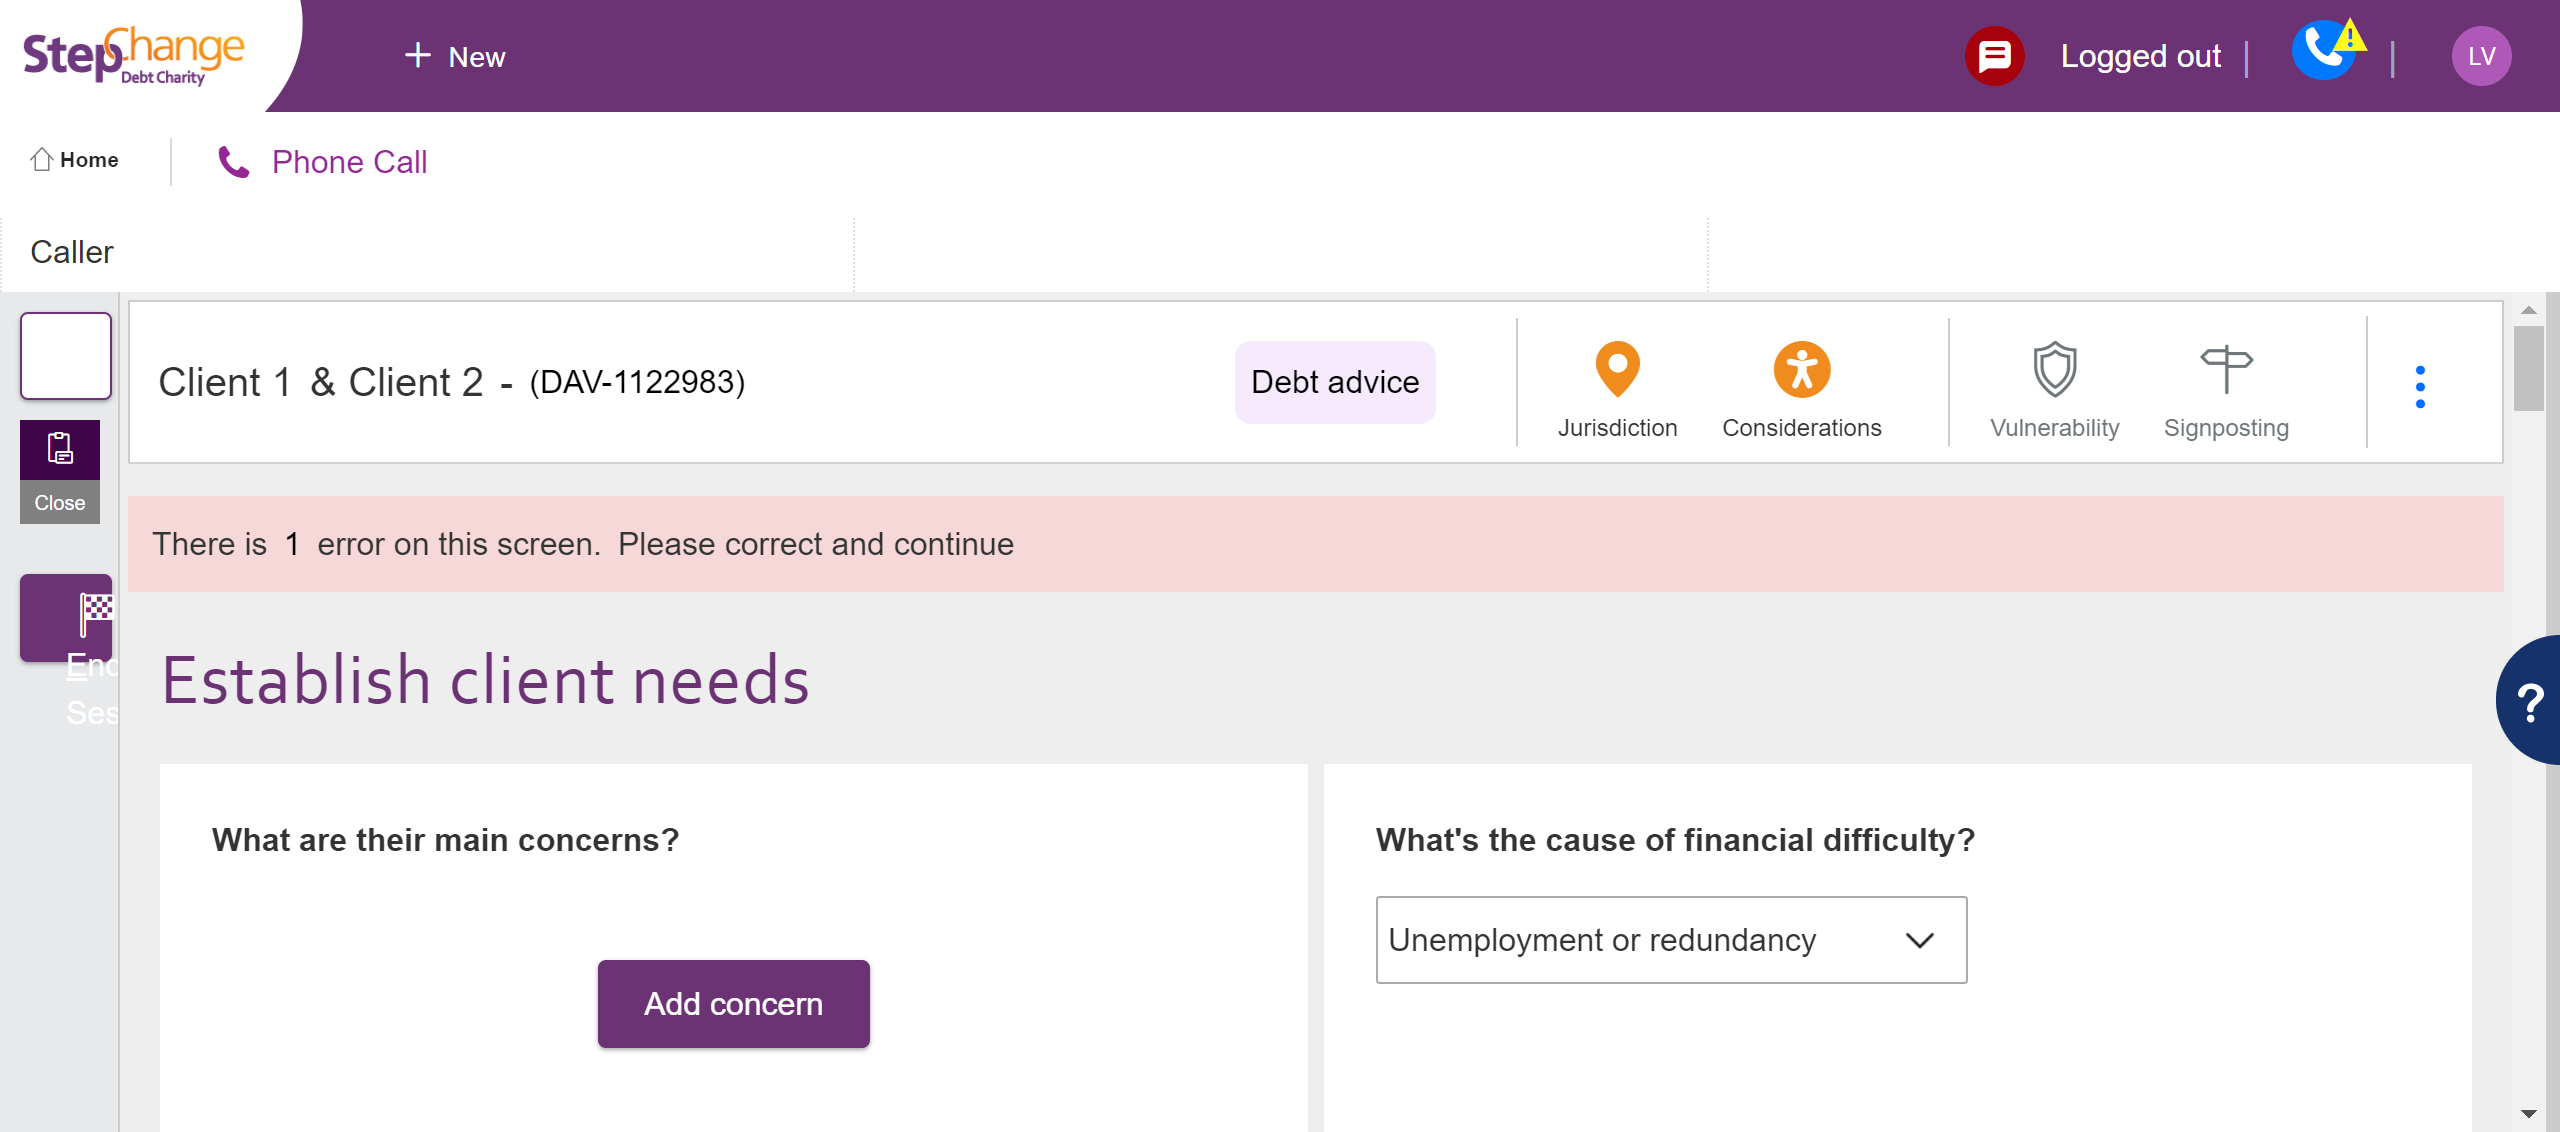 StepChange
Debt Charity
+ New
Logged out
LV
Home
Phone Call
Caller
Client 1 & Client 2 - (DAV-1122983)
Debt advice
Jurisdiction
Considerations
Vulnerability
Signposting
Close
There is 1 error on this screen. Please correct and continue
En
Ses
Establish client needs
?
What are their main concerns?
Add concern
What's the cause of financial difficulty?
Unemployment or redundancy